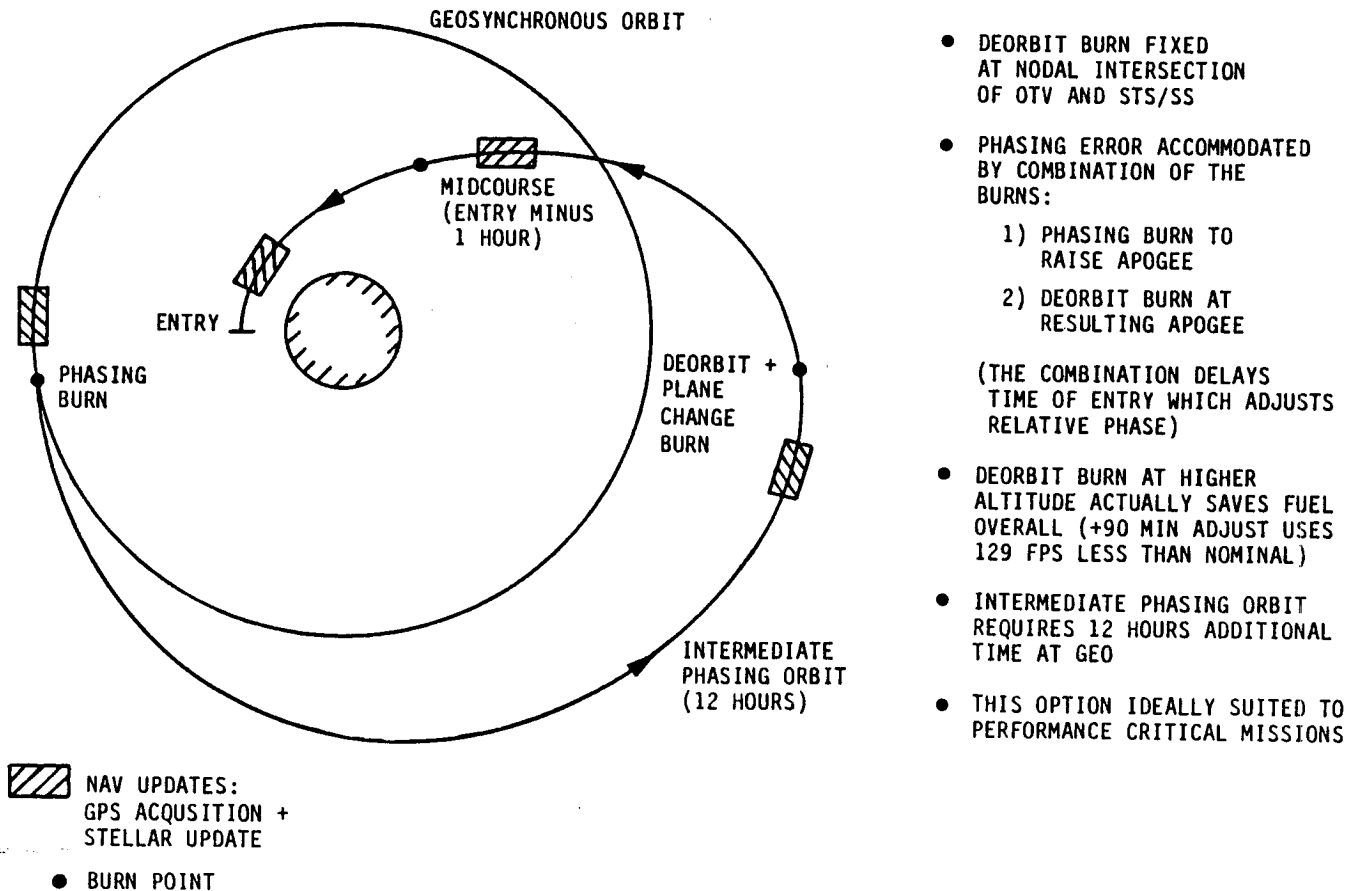 GEOSYNCHRONOUS ORBIT
MIDCOURSE
(ENTRY MINUS
1 HOUR)
ENTRY
PHASING
BURN
DEORBIT +
PLANE
CHANGE
BURN
INTERMEDIATE
PHASING ORBIT
(12 HOURS)
NAV UPDATES:
GPS ACQUSITION +
STELLAR UPDATE
● BURN POINT
● DEORBIT BURN FIXED
AT NODAL INTERSECTION
OF OTV AND STS/SS
● PHASING ERROR ACCOMMODATED
BY COMBINATION OF THE
BURNS:
1) PHASING BURN TO
RAISE APOGEE
2) DEORBIT BURN AT
RESULTING APOGEE
(THE COMBINATION DELAYS
TIME OF ENTRY WHICH ADJUSTS
RELATIVE PHASE)
● DEORBIT BURN AT HIGHER
ALTITUDE ACTUALLY SAVES FUEL
OVERALL (+90 MIN ADJUST USES
129 FPS LESS THAN NOMINAL)
● INTERMEDIATE PHASING ORBIT
REQUIRES 12 HOURS ADDITIONAL
TIME AT GEO
● THIS OPTION IDEALLY SUITED TO
PERFORMANCE CRITICAL MISSIONS